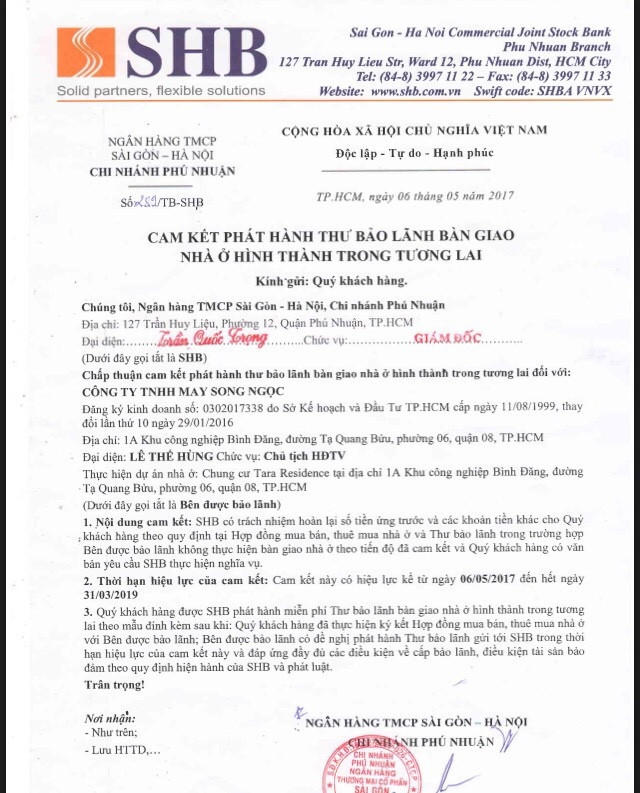 SHB
Solid partners, flexible solutions
Sai Gon - Ha Noi Commercial Joint Stock Bank
Phu Nhuan Branch
127 Tran Huy Lieu Str, Ward 12, Phu Nhuan Dist, HCM City
Tel: (84-8) 3997 11 22 – Fax: (84-8) 3997 11 33
Website: www.shb.com.vn Swift code: SHBA VNVX
NGÂN HÀNG TMCP
SÀI GÒN – HÀ NỘI
CHI NHÁNH PHÚ NHUẬN
Số: /TB-SHB
CỘNG HÒA XÃ HỘI CHỦ NGHĨA VIỆT NAM
Độc lập - Tự do - Hạnh phúc
TP.HCM, ngày 06 tháng 05 năm 2017
CAM KẾT PHÁT HÀNH THƯ BẢO LÃNH BÀN GIAO
NHÀ Ở HÌNH THÀNH TRONG TƯƠNG LAI
Kính gửi: Quý khách hàng.
Chúng tôi, Ngân hàng TMCP Sài Gòn - Hà Nội, Chi nhánh Phú Nhuận
Địa chỉ: 127 Trần Huy Liệu, Phường 12, Quận Phú Nhuận, TP.HCM
Đại diện:......Trần Quốc Trọng......Chức vụ:......GIÁM ĐỐC......
(Dưới đây gọi tắt là SHB)
Chấp thuận cam kết phát hành thư bảo lãnh bàn giao nhà ở hình thành trong tương lai đối với:
CÔNG TY TNHH MAY SONG NGỌC
Đăng ký kinh doanh số: 0302017338 do Sở Kế hoạch và Đầu Tư TP.HCM cấp ngày 11/08/1999, thay
đổi lần thứ 10 ngày 29/01/2016
Địa chỉ: 1A Khu công nghiệp Bình Đăng, đường Tạ Quang Bửu, phường 06, quận 08, TP.HCM
Đại diện: LÊ THẾ HÙNG Chức vụ: Chủ tịch HĐTV
Thực hiện dự án nhà ở: Chung cư Tara Residence tại địa chỉ 1A Khu công nghiệp Bình Đăng, đường
Tạ Quang Bửu, phường 06, quận 08, TP.HCM
(Dưới đây gọi tắt là Bên được bảo lãnh)
1. Nội dung cam kết: SHB có trách nhiệm hoàn lại số tiền ứng trước và các khoản tiền khác cho Quý
khách hàng theo quy định tại Hợp đồng mua bán, thuê mua nhà ở và Thư bảo lãnh trong trường hợp
Bên được bảo lãnh không thực hiện bàn giao nhà ở theo tiến độ đã cam kết và Quý khách hàng có văn
bản yêu cầu SHB thực hiện nghĩa vụ.
2. Thời hạn hiệu lực của cam kết: Cam kết này có hiệu lực kể từ ngày 06/05/2017 đến hết ngày
31/03/2019
3. Quý khách hàng được SHB phát hành miễn phí Thư bảo lãnh bàn giao nhà ở hình thành trong tương
lai theo mẫu đính kèm sau khi: Quý khách hàng đã thực hiện ký kết Hợp đồng mua bán, thuê mua nhà ở
với Bên được bảo lãnh; Bên được bảo lãnh có đề nghị phát hành Thư bảo lãnh gửi tới SHB trong thời
hạn hiệu lực của cam kết này và đáp ứng đầy đủ các điều kiện về cấp bảo lãnh, điều kiện tài sản bảo
đảm theo quy định hiện hành của SHB và pháp luật.
Trân trọng!
Nơi nhận:
- Như trên;
- Lưu HTTD,...
NGÂN HÀNG TMCP SÀI GÒN – HÀ NỘI
CHI NHÁNH PHÚ NHUẬN
CHI NHÁNH
PHÚ NHUẬN
NGÂN HÀNG
THƯƠNG MẠI CỔ PHẦN
SÀI GÒN -